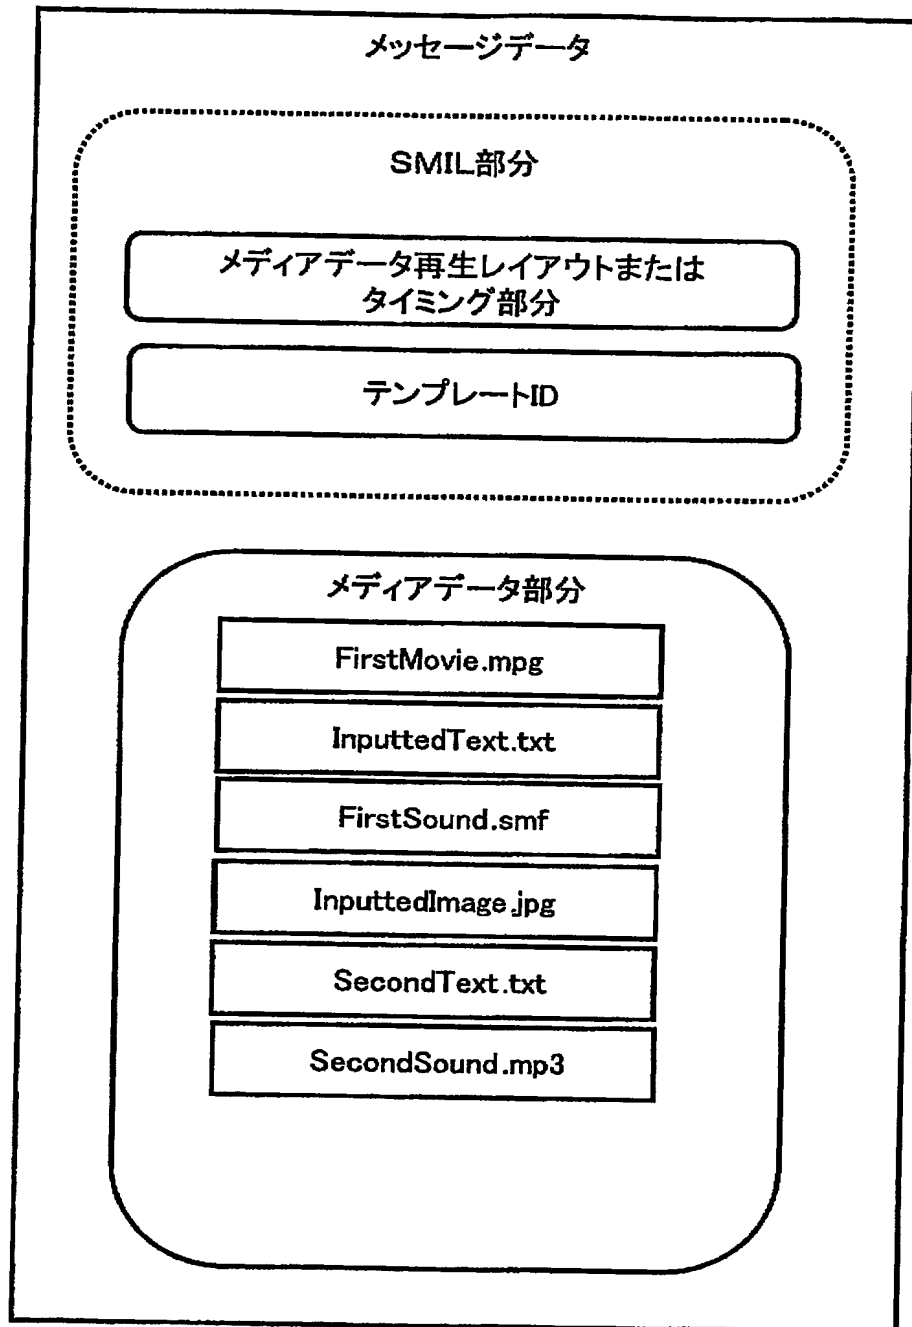 メッセージデータ
SMIL部分
メディアデータ再生レイアウトまたは
タイミング部分
テンプレートID
メディアデータ部分
FirstMovie.mpg
InputtedText.txt
FirstSound.smf
InputtedImage.jpg
SecondText.txt
SecondSound.mp3